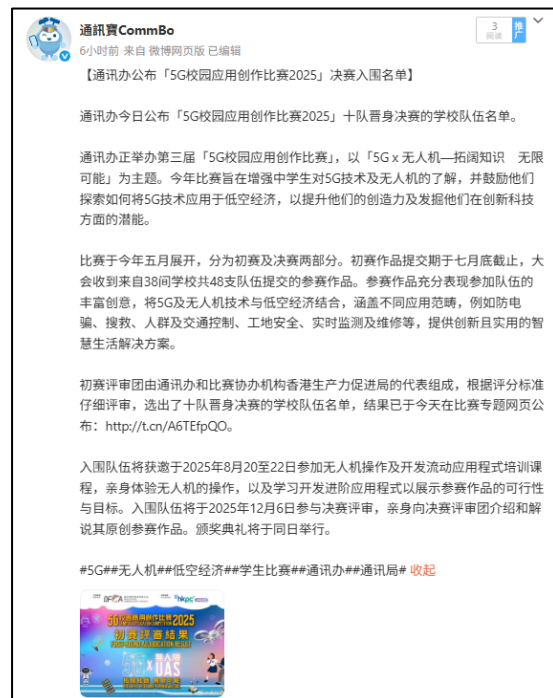 通訊寶CommBo
6小时前 来自 微博网页版 已编辑
3
阅读
推广
【通讯办公布「5G校园应用创作比赛2025」决赛入围名单】
通讯办今日公布「5G校园应用创作比赛2025」十队晋身决赛的学校队伍名单。
通讯办正举办第三届「5G校园应用创作比赛」，以「5G x 无人机—拓阔知识　无限
可能」为主题。今年比赛旨在增强中学生对5G技术及无人机的了解，并鼓励他们
探索如何将5G技术应用于低空经济，以提升他们的创造力及发掘他们在创新科技
方面的潜能。
比赛于今年五月展开，分为初赛及决赛两部分。初赛作品提交期于七月底截止，大
会收到来自38间学校共48支队伍提交的参赛作品。参赛作品充分表现参加队伍的
丰富创意，将5G及无人机技术与低空经济结合，涵盖不同应用范畴，例如防电
骗、搜救、人群及交通控制、工地安全、实时监测及维修等，提供创新且实用的智
慧生活解决方案。
初赛评审团由通讯办和比赛协办机构香港生产力促进局的代表组成，根据评分标准
仔细评审，选出了十队晋身决赛的学校队伍名单，结果已于今天在比赛专题网页公
布：http://t.cn/A6TEfpQO。
入围队伍将获邀于2025年8月20至22日参加无人机操作及开发流动应用程式培训课
程，亲身体验无人机的操作，以及学习开发进阶应用程式以展示参赛作品的可行性
与目标。入围队伍将于2025年12月6日参与决赛评审，亲身向决赛评审团介绍和解
说其原创参赛作品。颁奖典礼将于同日举行。
#5G##无人机##低空经济##学生比赛##通讯办##通讯局# 收起
OFCA
hkpc
5G校園應用創作比賽2025
初賽評審結果
FIRST-ROUND ADJUDICATION RESULT
5G x 無人機 UAS